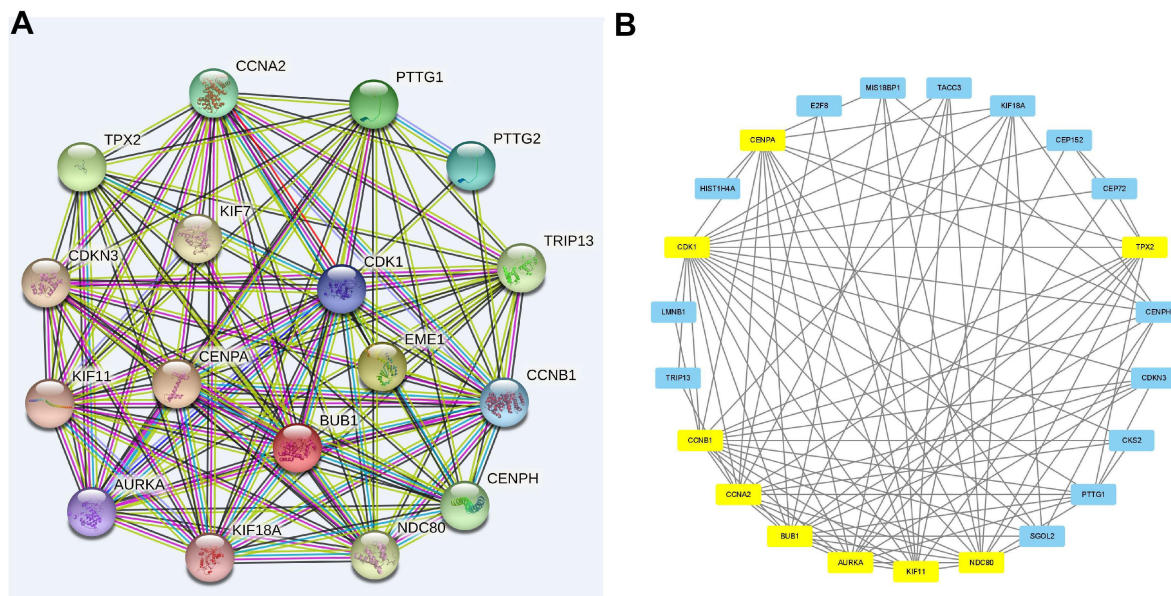 A
CCNA2
PTTG1
PTTG2
TPX2
KIF7
TRIP13
CDKN3
CDK1
EME1
CENPA
KIF11
CCNB1
BUB1
CENPH
AURKA
KIF18A
NDC80
B
MIS18BP1
TACC3
E2F8
KIF18A
CENPA
CEP152
HIST1H4A
CEP72
CDK1
TPX2
LMNB1
CENPH
TRIP13
CDKN3
CCNB1
CKS2
CCNA2
PTTG1
BUB1
SGOL2
AURKA
KIF11
NDC80